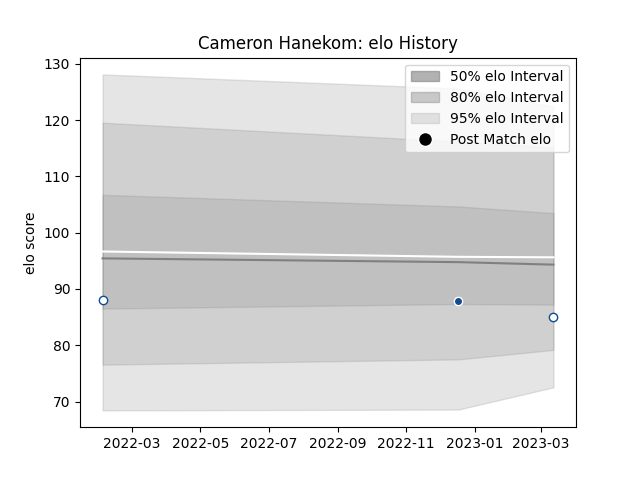 Cameron Hanekom: elo History
130
120
110
100
90
80
70
elo score
50% elo Interval
80% elo Interval
95% elo Interval
Post Match elo
2022-03 2022-05 2022-07 2022-09 2022-11 2023-01 2023-03